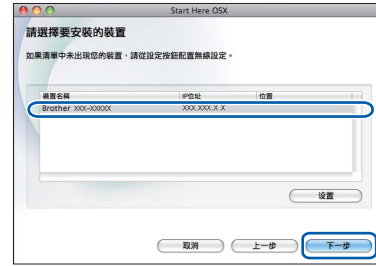 Start Here OSX
請選擇要安裝的裝置
如果清單中未出現您的裝置，請從設定按鈕配置無線設定。
裝置名稱 IP位址 位置
Brother XXX-XXXXX XXX.XXX.X.X
设置
取消 上一步 下一步